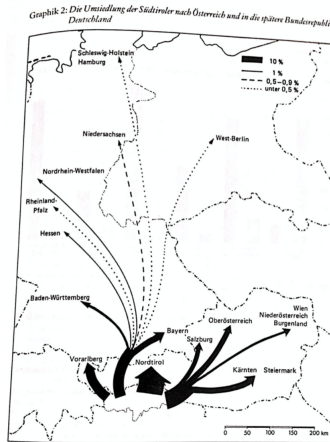 Graphik 2: Die Umsiedlung der Südtiroler nach Österreich und in die spätere Bundesrepubli
Deutschland
Schleswig-Holstein
Hamburg
10 %
1 %
0,5–0,9 %
unter 0,5 %
Niedersachsen
West-Berlin
Nordrhein-Westfalen
Rheinland-
Pfalz
Hessen
Baden-Württemberg
Bayern
Salzburg
Oberösterreich
Wien
Niederösterreich
Burgenland
Vorarlberg
Nordtirol
Kärnten
Steiermark
0 50 100 150 200 km